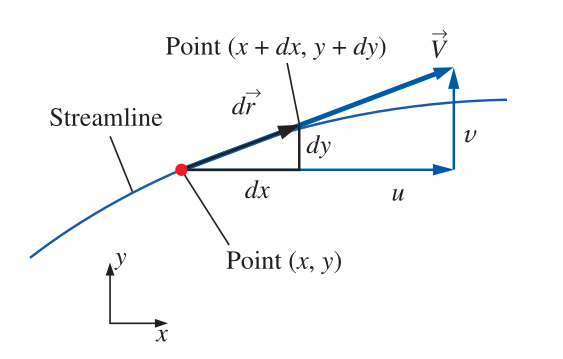 Point (x + dx, y + dy)
V⃗
dr⃗
Streamline
dy
v
dx
u
Point (x, y)
y
x